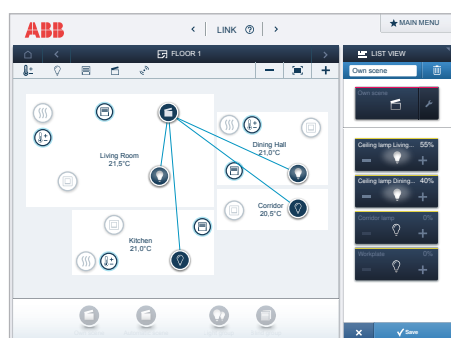 ABB
LINK
MAIN MENU
FLOOR 1
LIST VIEW
Own scene
Own scene
Living Room
21,5°C
Dining Hall
21,0°C
Corridor
20,5°C
Kitchen
21,0°C
Ceiling lamp Living... 55%
Ceiling lamp Dining... 40%
Corridor lamp 0%
Workplate 0%
Save